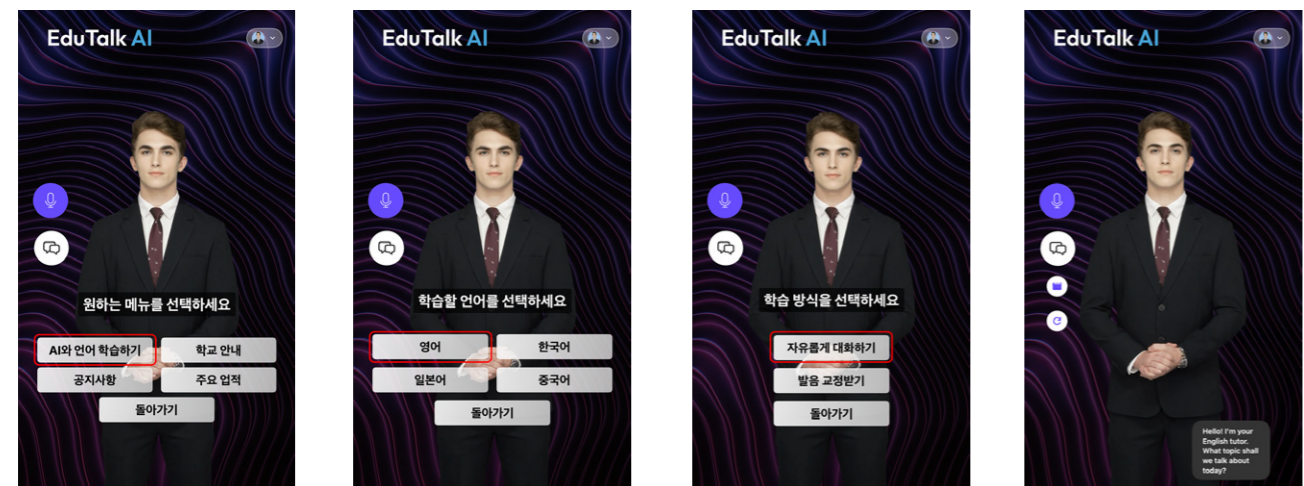 EduTalk AI
원하는 메뉴를 선택하세요
AI와 언어 학습하기
학교 안내
공지사항
주요 업적
돌아가기
EduTalk AI
학습할 언어를 선택하세요
영어
한국어
일본어
중국어
돌아가기
EduTalk AI
학습 방식을 선택하세요
자유롭게 대화하기
발음 교정받기
돌아가기
EduTalk AI
Hello! I'm your
English tutor.
What topic shall
we talk about
today?